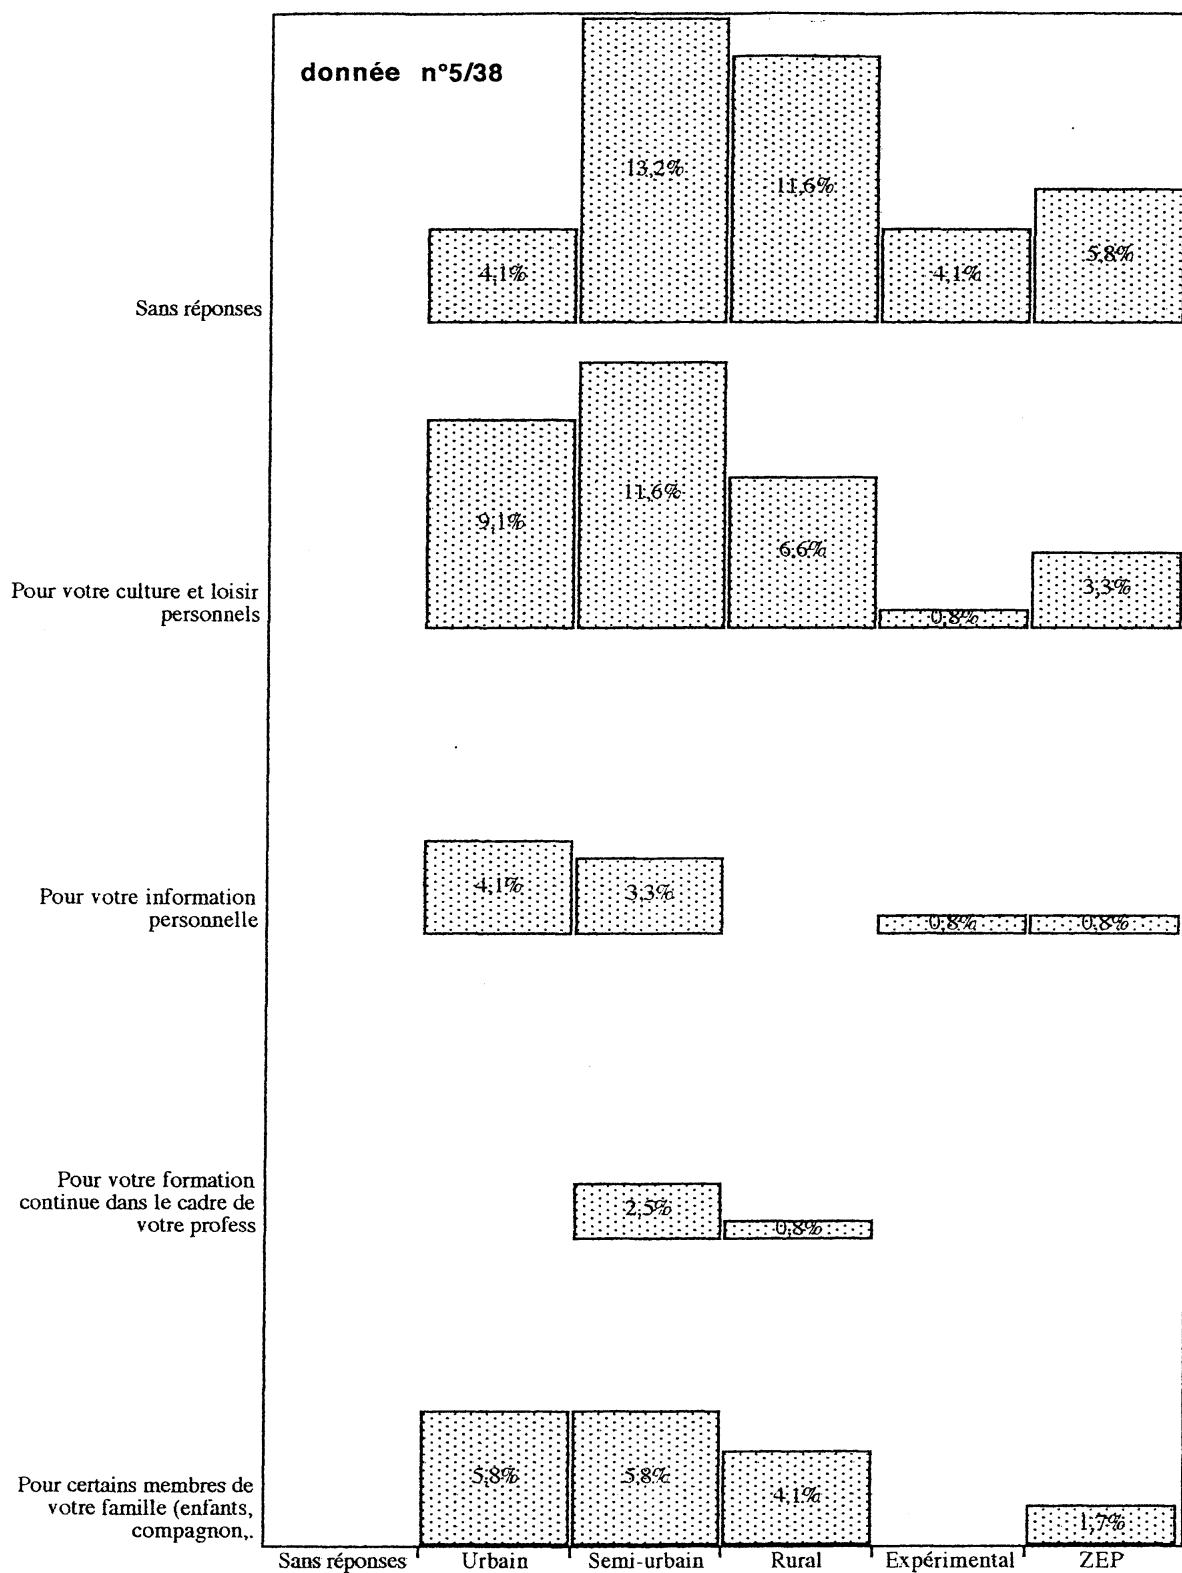 donnée n°5/38
13,2%
11,6%
4,1%
4,1%
5,8%
Sans réponses
9,1%
11,6%
6,6%
0,8%
3,3%
Pour votre culture et loisir
personnels
4,1%
3,3%
0,8%
0,8%
Pour votre information
personnelle
2,5%
0,8%
Pour votre formation
continue dans le cadre de
votre profess
5,8%
5,8%
4,1%
1,7%
Pour certains membres de
votre famille (enfants,
compagnon,.
Sans réponses Urbain Semi-urbain Rural Expérimental ZEP